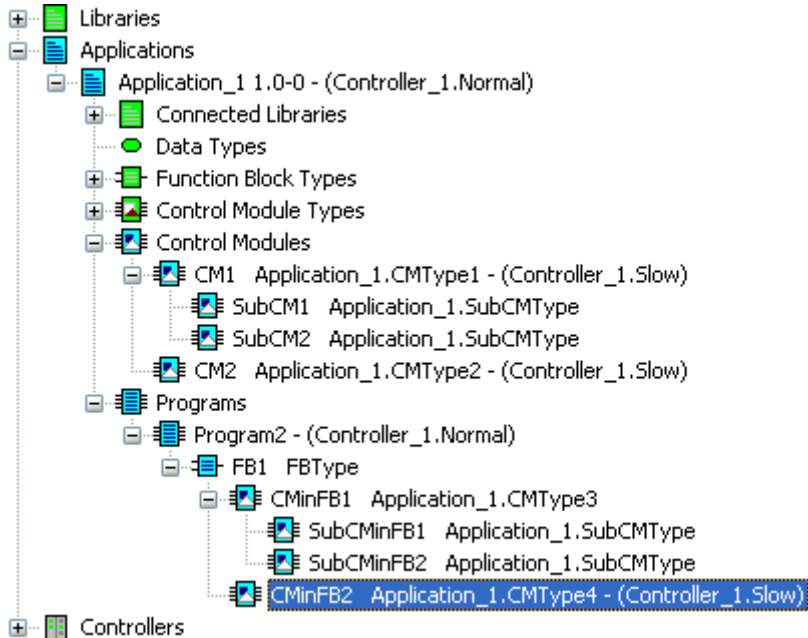 Libraries
Applications
Application_1 1.0-0 - (Controller_1.Normal)
Connected Libraries
Data Types
Function Block Types
Control Module Types
Control Modules
CM1 Application_1.CMType1 - (Controller_1.Slow)
SubCM1 Application_1.SubCMType
SubCM2 Application_1.SubCMType
CM2 Application_1.CMType2 - (Controller_1.Slow)
Programs
Program2 - (Controller_1.Normal)
FB1 FBType
CMinFB1 Application_1.CMType3
SubCMinFB1 Application_1.SubCMType
SubCMinFB2 Application_1.SubCMType
CMinFB2 Application_1.CMType4 - (Controller_1.Slow)
Controllers